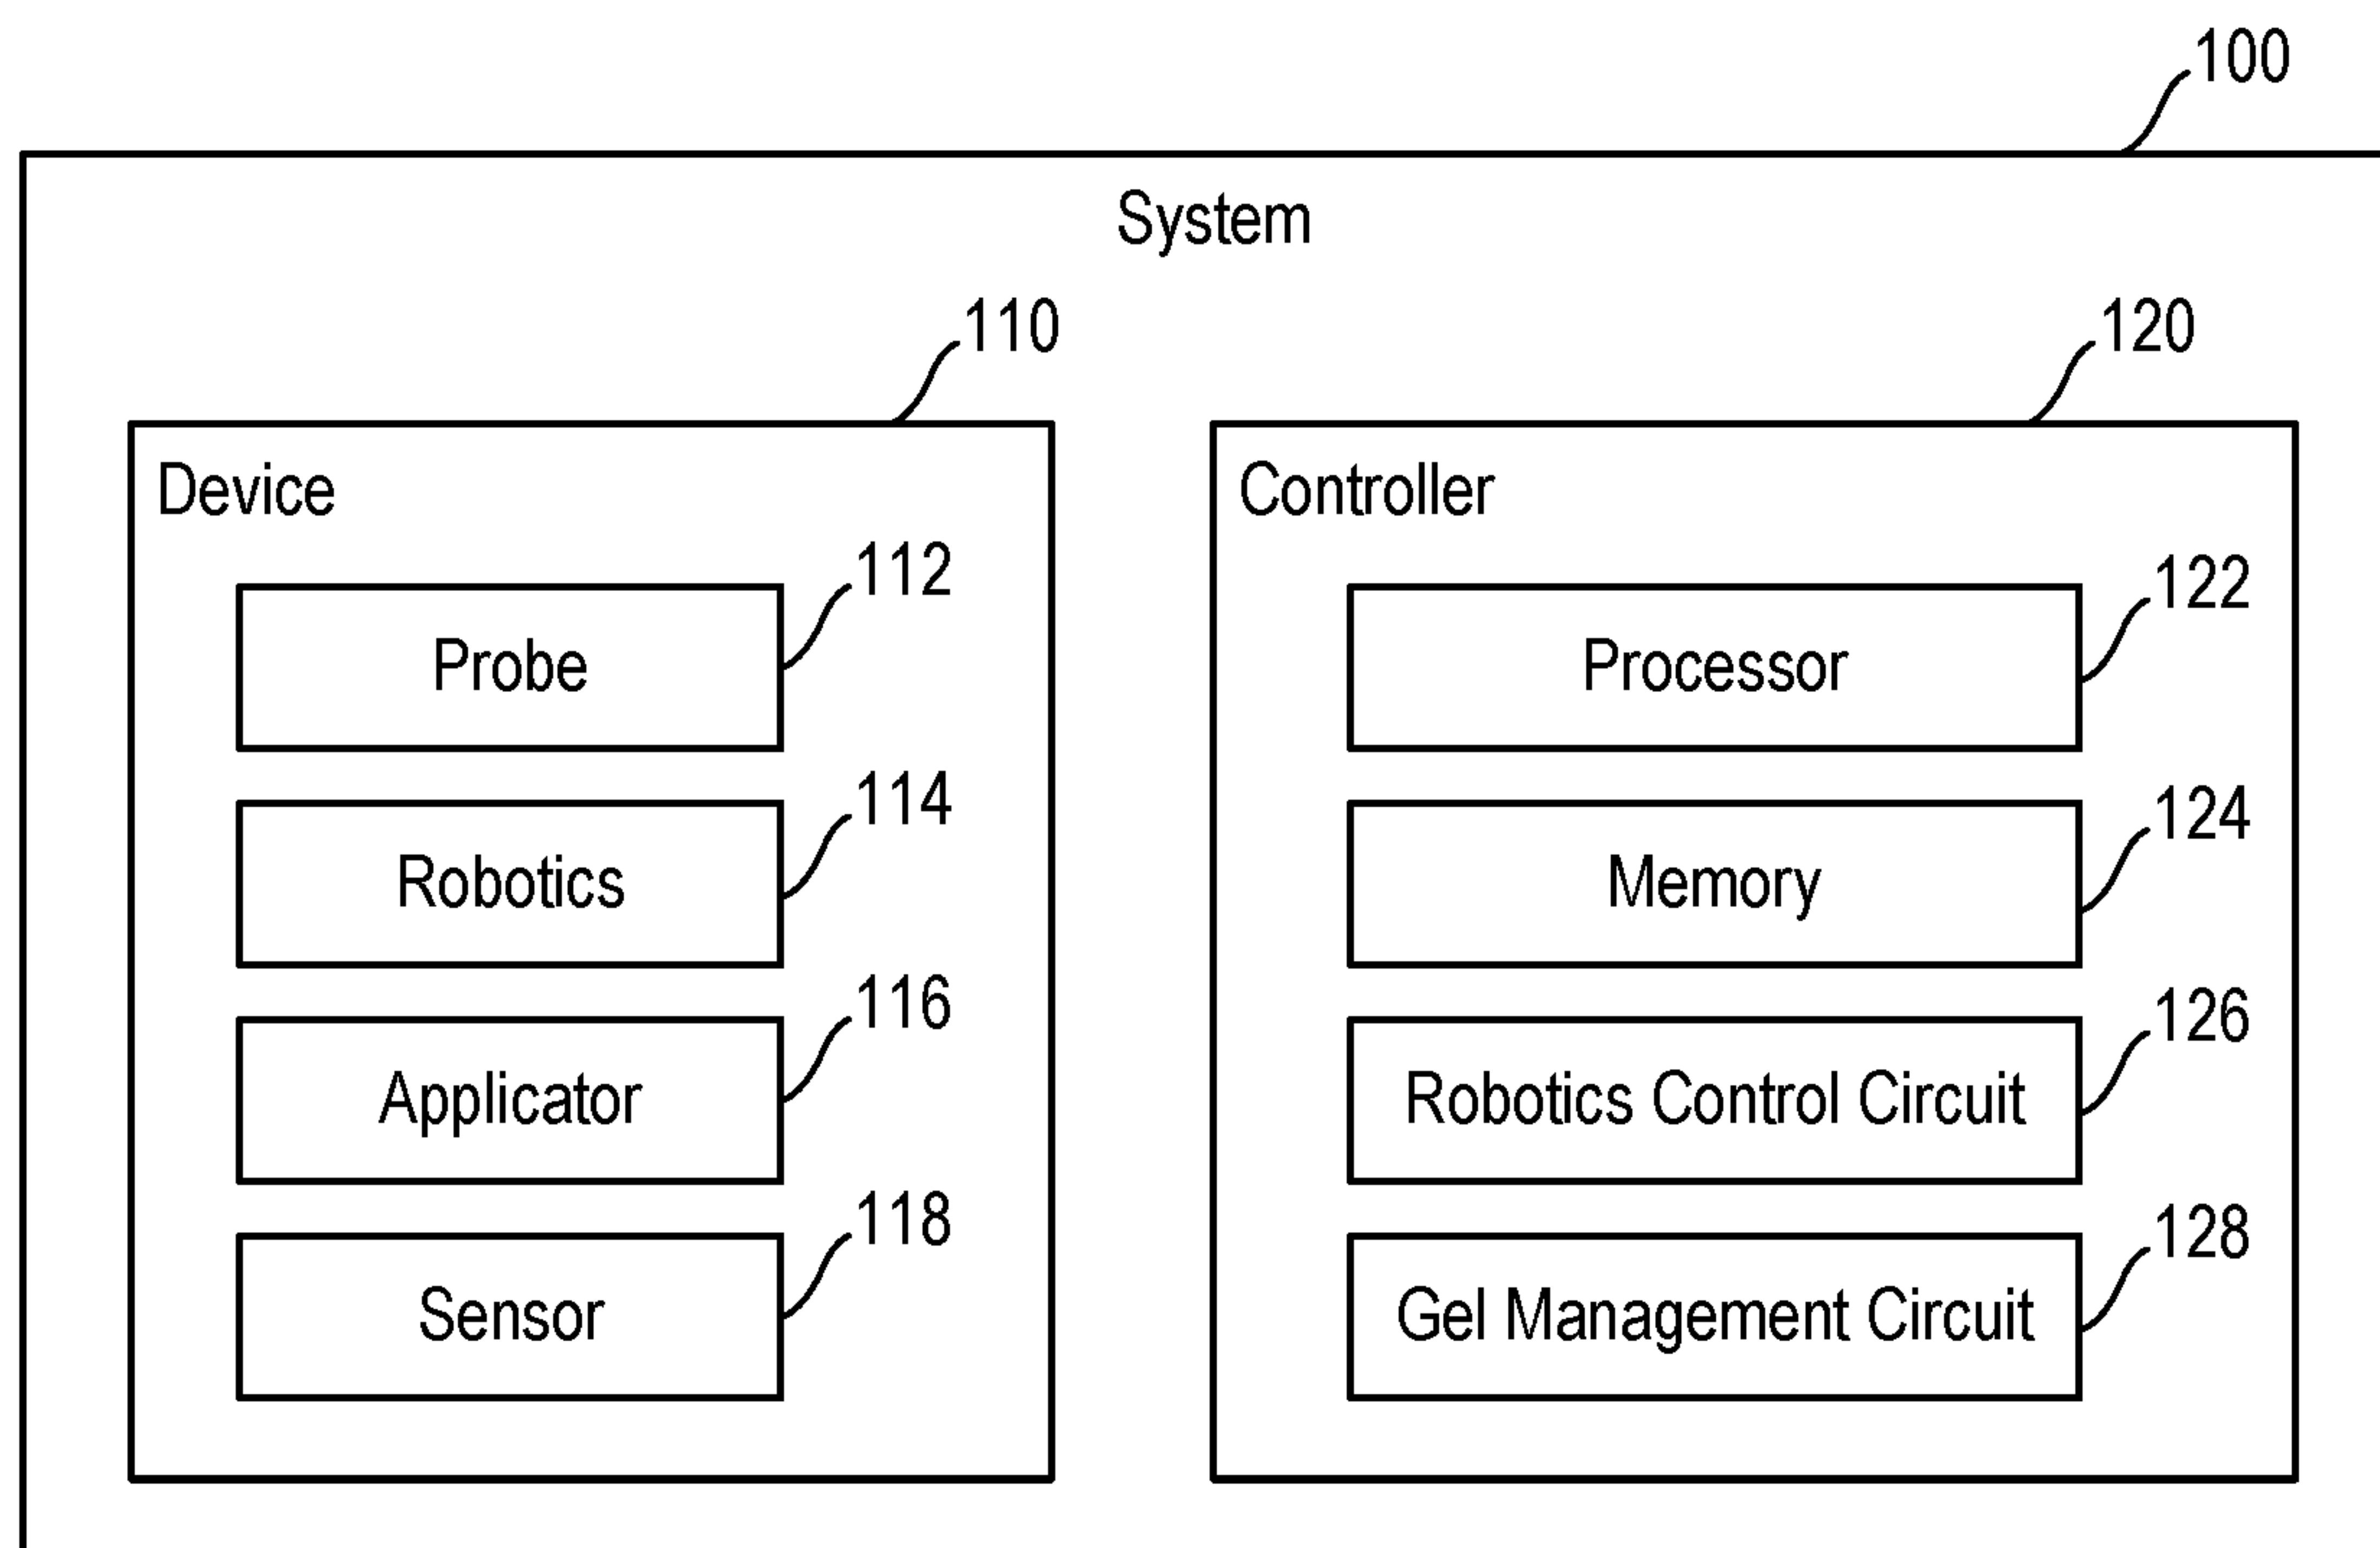 100
System
110
120
Device
Controller
112
122
Probe
Processor
114
124
Robotics
Memory
116
126
Applicator
Robotics Control Circuit
118
128
Sensor
Gel Management Circuit